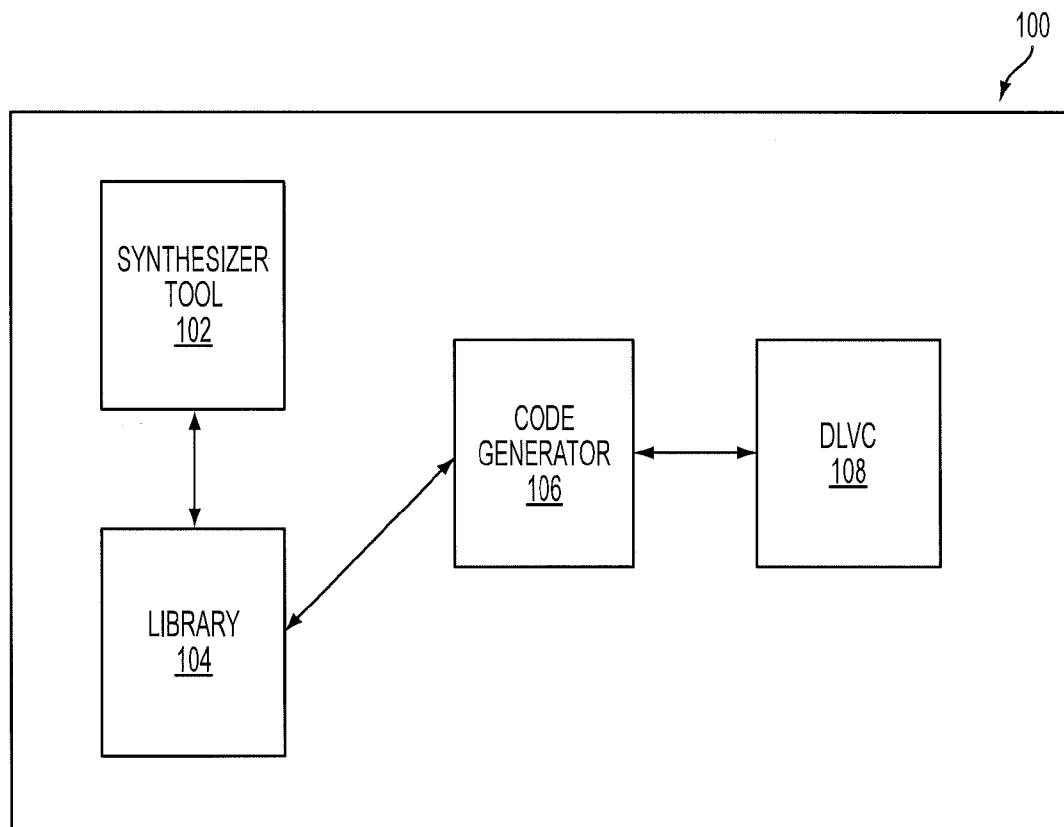 100
SYNTHESIZER
TOOL
102
CODE
GENERATOR
106
DLVC
108
LIBRARY
104